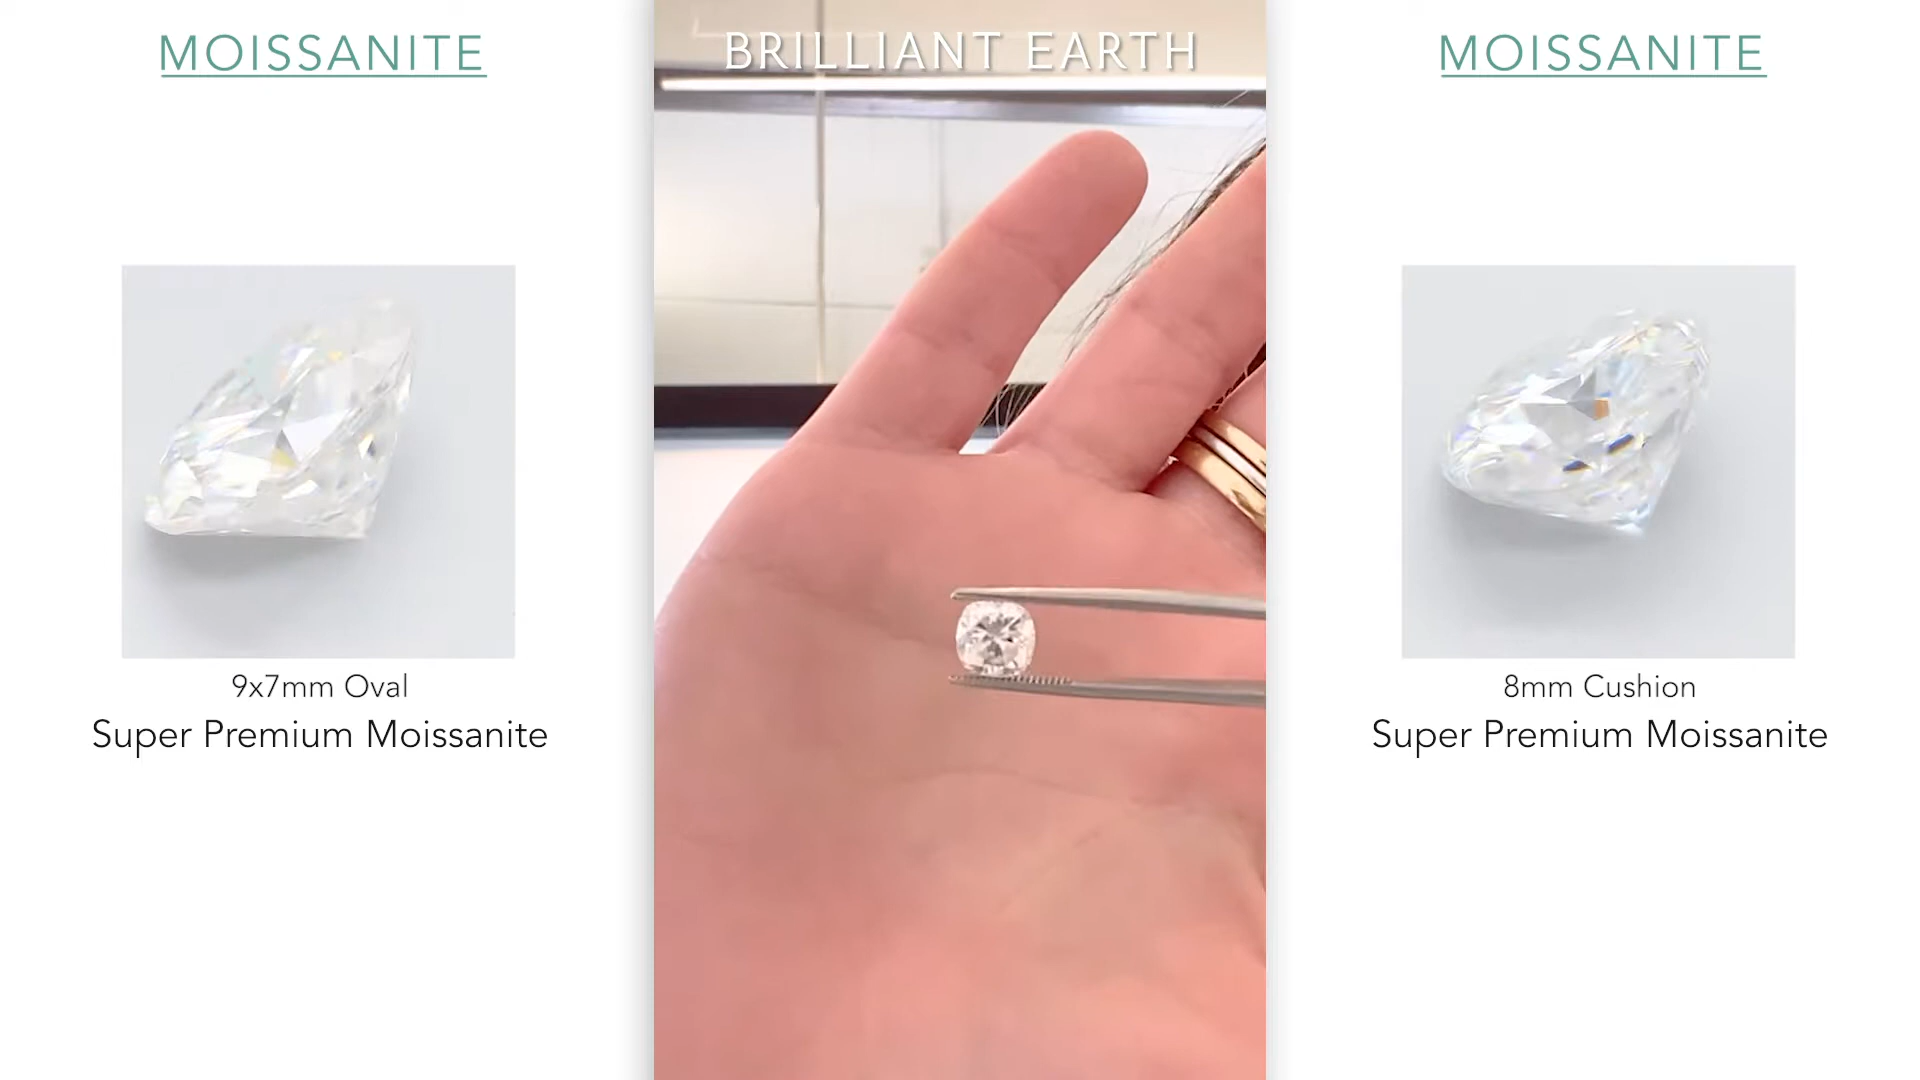 MOISSANITE
9x7mm Oval
Super Premium Moissanite
BRILLIANT EARTH
MOISSANITE
8mm Cushion
Super Premium Moissanite